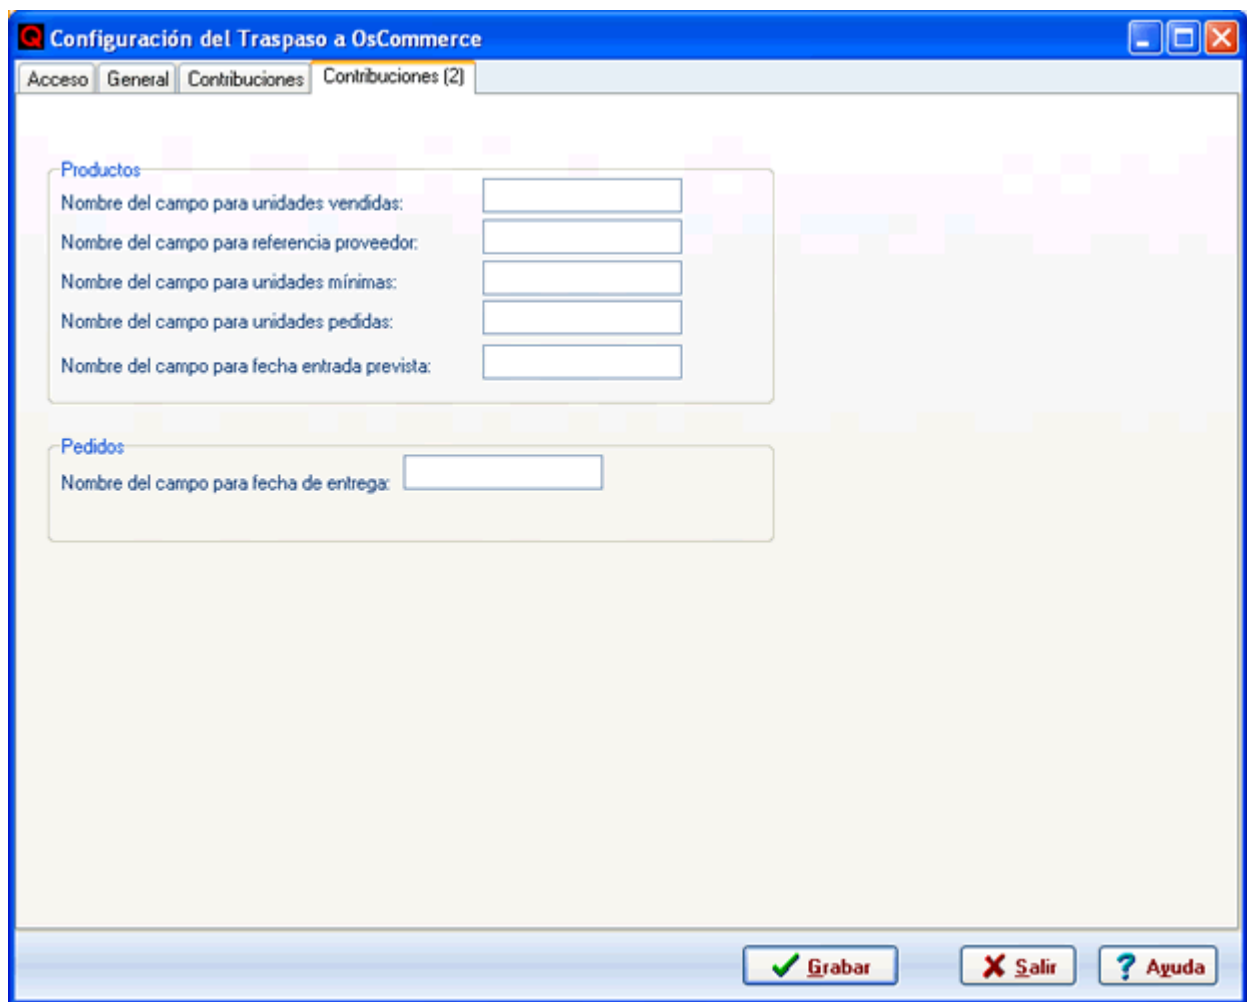 Configuración del Traspaso a OsCommerce
Acceso General Contribuciones Contribuciones (2)
Productos
Nombre del campo para unidades vendidas:
Nombre del campo para referencia proveedor:
Nombre del campo para unidades mínimas:
Nombre del campo para unidades pedidas:
Nombre del campo para fecha entrada prevista:
Pedidos
Nombre del campo para fecha de entrega:
Grabar Salir ? Ayuda